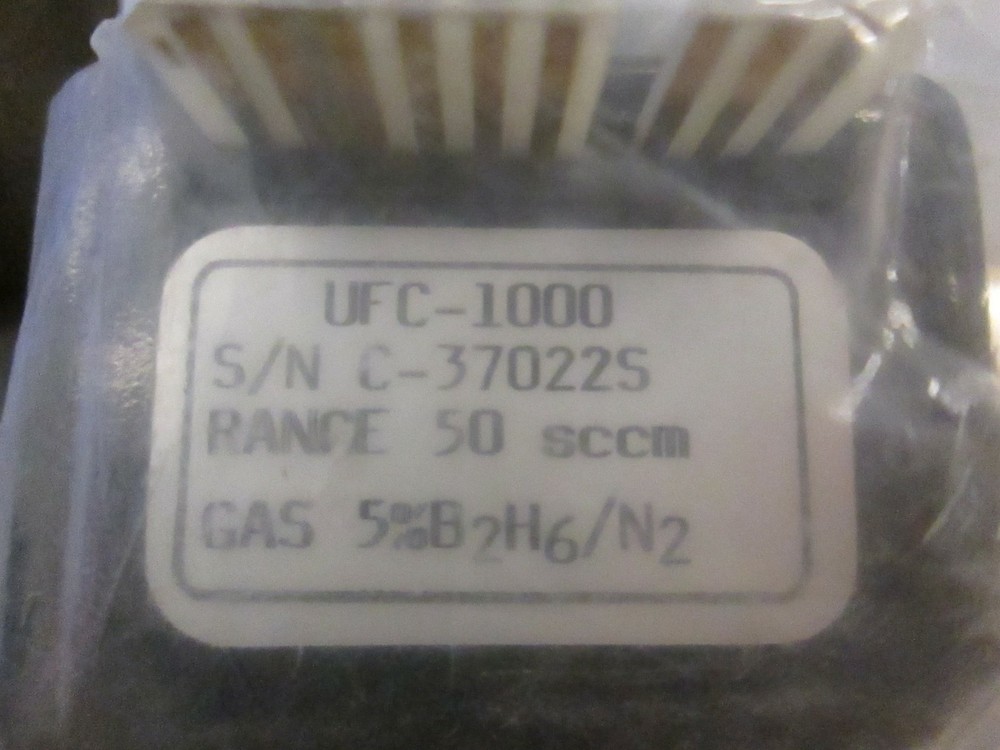 UFC-1000
S/N C-37022S
RANGE 50 sccm
GAS 5%B₂H₆/N₂